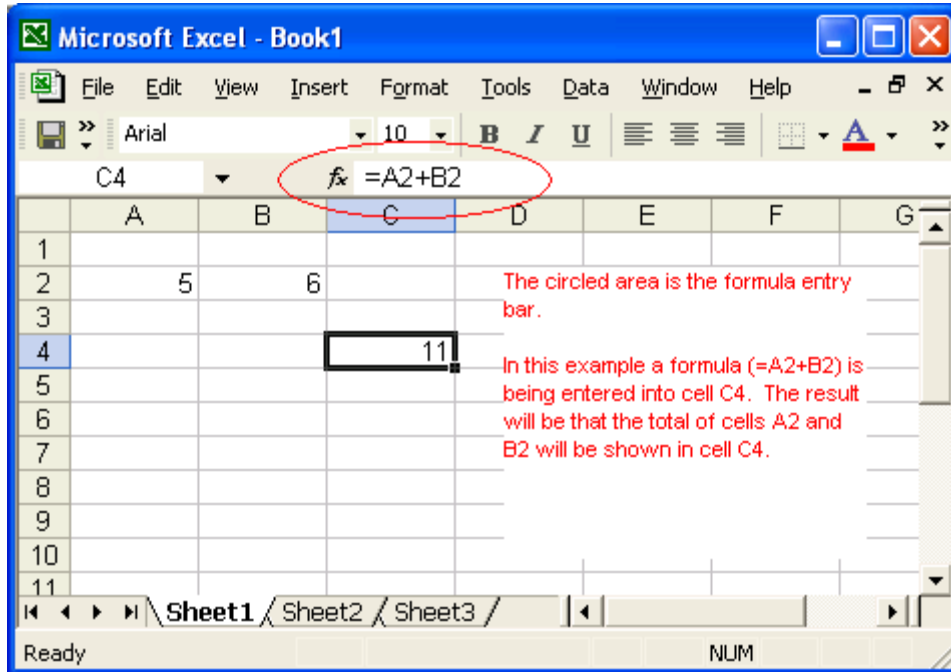 Microsoft Excel - Book1
File Edit View Insert Format Tools Data Window Help
Arial 10 B I U A
C4 fx =A2+B2
A B C D E F G
1
2 5 6
3
4 11
5
6
7
8
9
10
11
The circled area is the formula entry
bar.
In this example a formula (=A2+B2) is
being entered into cell C4. The result
will be that the total of cells A2 and
B2 will be shown in cell C4.
Sheet1 Sheet2 Sheet3
Ready NUM